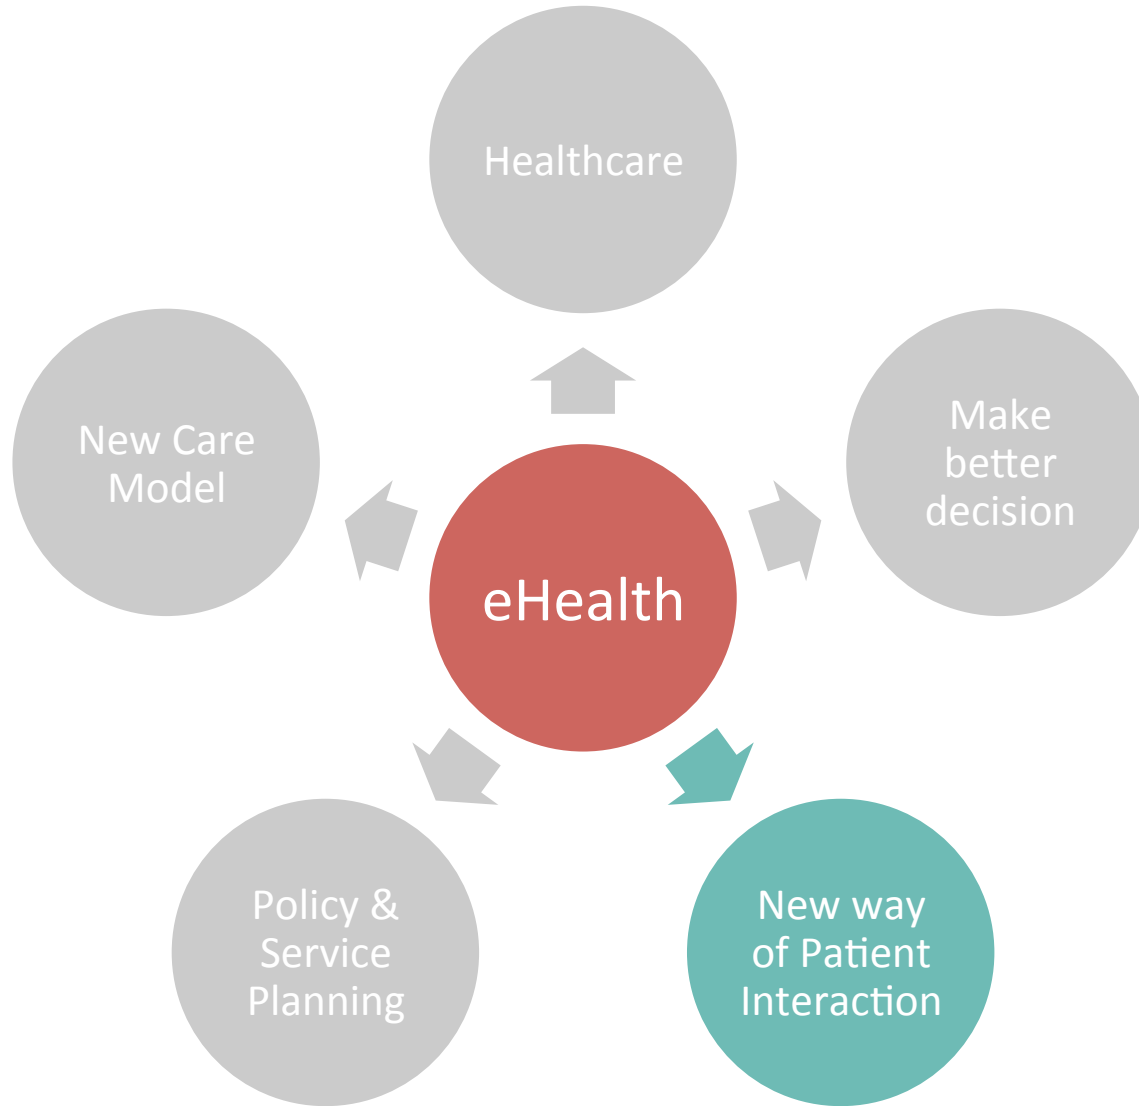 Healthcare
New Care
Model
Make
better
decision
eHealth
Policy &
Service
Planning
New way
of Patient
Interaction